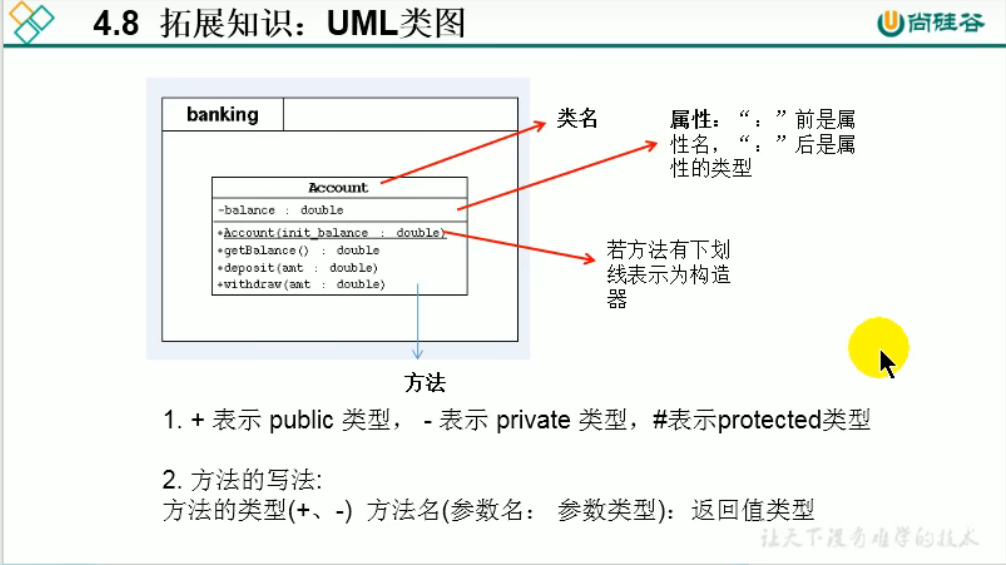 4.8 拓展知识：UML类图
尚硅谷
banking
类名
属性：“：”前是属
性名，“：”后是属
性的类型
Account
-balance : double
+Account(init_balance : double)
+getBalance() : double
+deposit(amt : double)
+withdraw(amt : double)
若方法有下划
线表示为构造
器
方法
1. + 表示 public 类型， - 表示 private 类型，#表示protected类型
2. 方法的写法:
方法的类型(+、-) 方法名(参数名： 参数类型)：返回值类型
让天下没有难学的技术